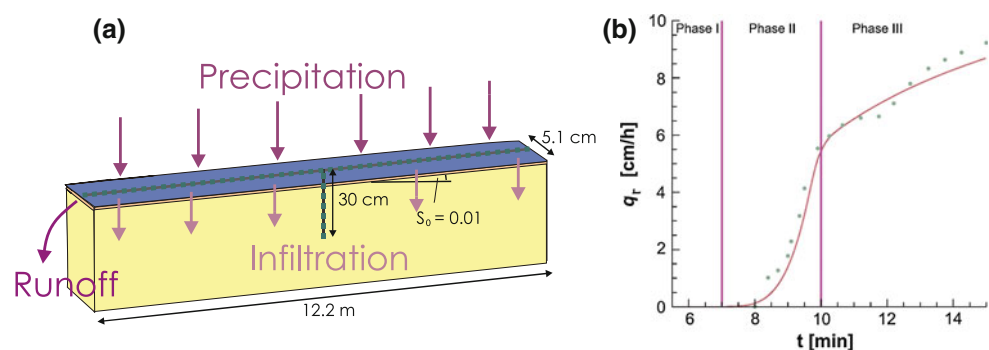 (a)
Precipitation
5.1 cm
30 cm
S₀ = 0.01
Infiltration
Runoff
12.2 m
(b)
Phase I
Phase II
Phase III
10
8
6
4
2
0
qᵣ [cm/h]
6
8
10
12
14
t [min]